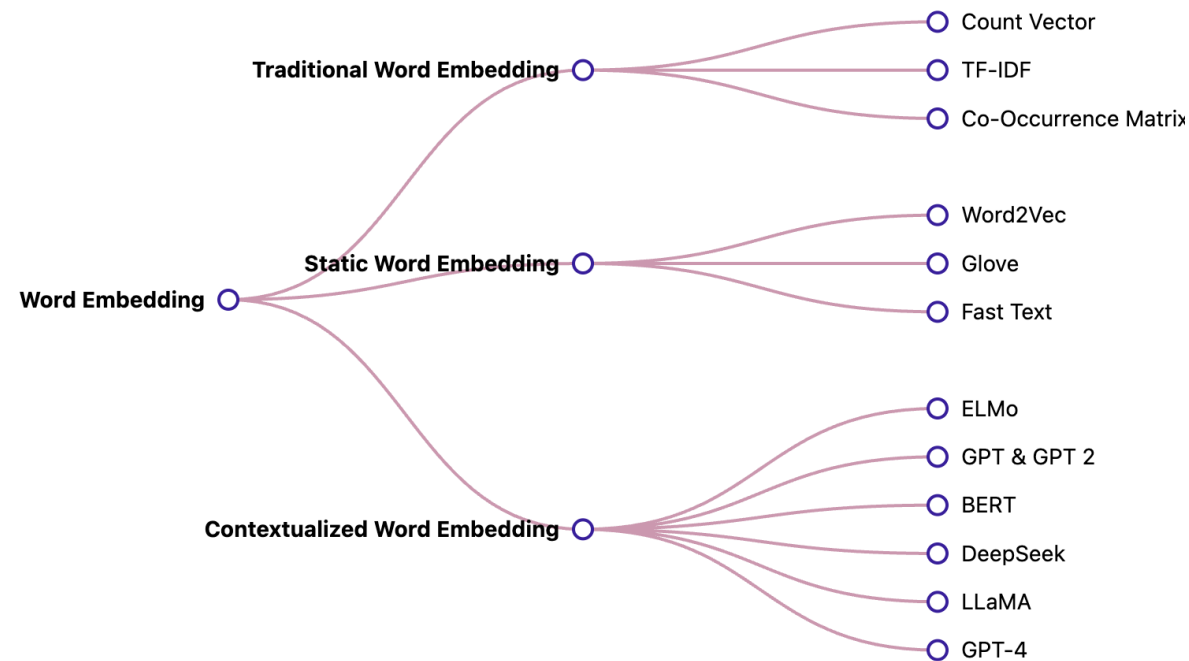 Word Embedding
Traditional Word Embedding
Count Vector
TF-IDF
Co-Occurrence Matrix
Static Word Embedding
Word2Vec
Glove
Fast Text
Contextualized Word Embedding
ELMo
GPT & GPT 2
BERT
DeepSeek
LLaMA
GPT-4